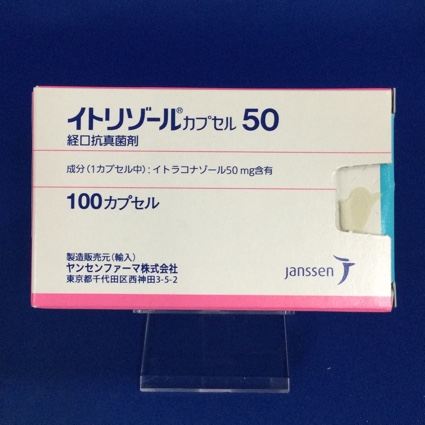 イトリゾール®カプセル 50
経口抗真菌剤
成分(1カプセル中):イトラコナゾール50 mg含有
100カプセル
製造販売元(輸入)
ヤンセンファーマ株式会社
東京都千代田区西神田3-5-2
janssen